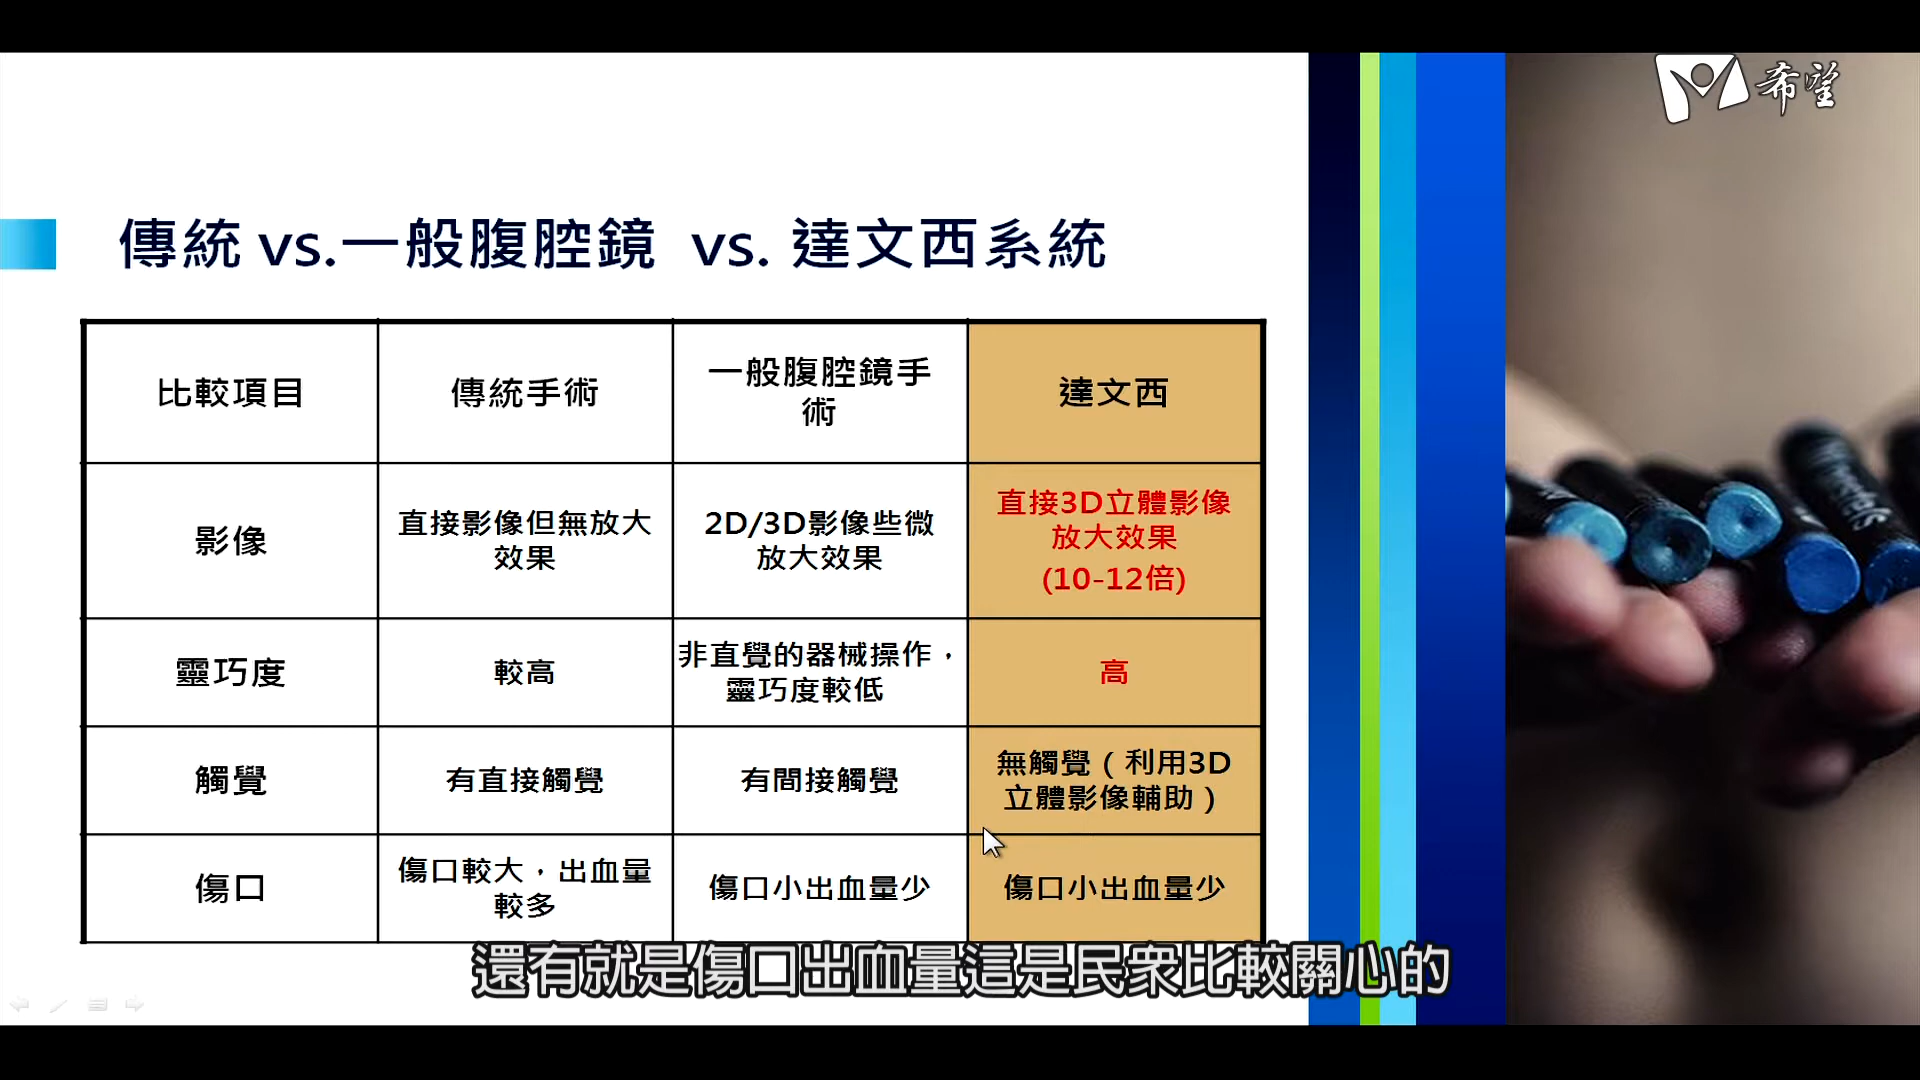 希望
傳統 vs.一般腹腔鏡 vs. 達文西系統
比較項目
傳統手術
一般腹腔鏡手
術
達文西
影像
直接影像但無放大
效果
2D/3D影像些微
放大效果
直接3D立體影像
放大效果
(10-12倍)
靈巧度
較高
非直覺的器械操作，
靈巧度較低
高
觸覺
有直接觸覺
有間接觸覺
無觸覺（利用3D
立體影像輔助）
傷口
傷口較大，出血量
較多
傷口小出血量少
傷口小出血量少
還有就是傷口出血量這是民眾比較關心的